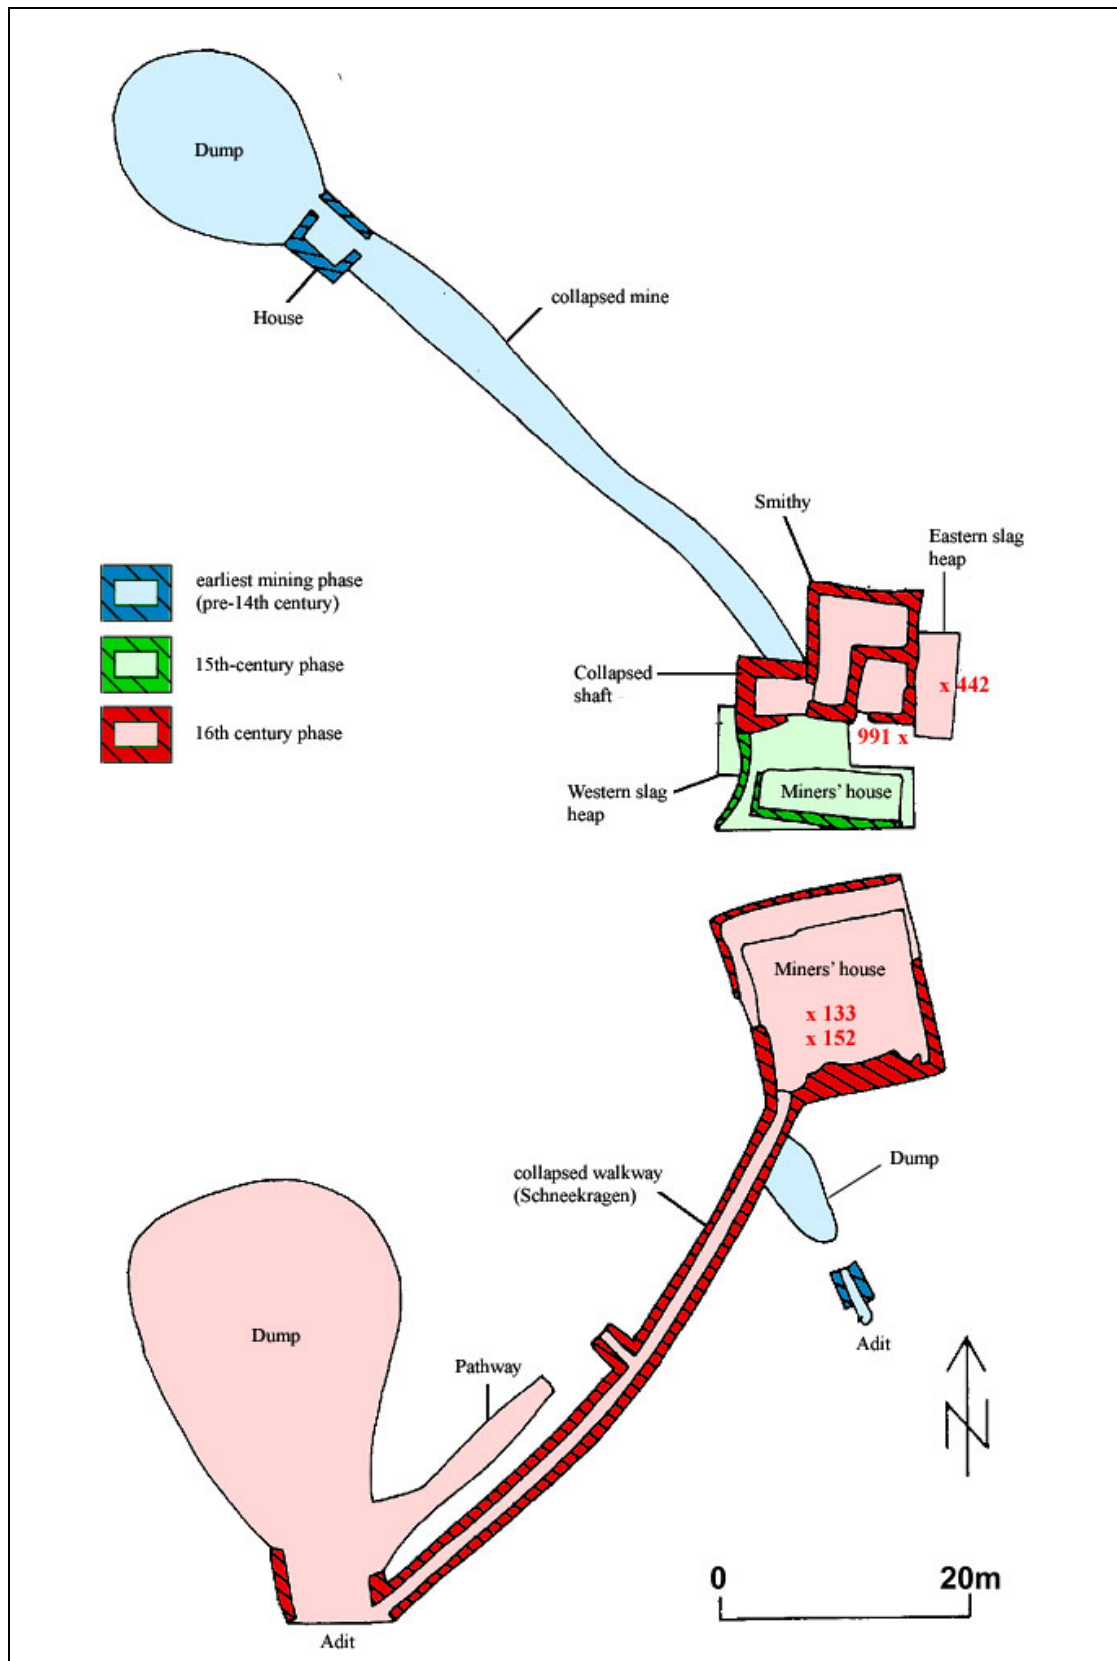 Dump
House
collapsed mine
Smithy
Eastern slag
heap
earliest mining phase
(pre-14th century)
15th-century phase
16th century phase
Collapsed
shaft
x 442
991 x
Western slag
heap
Miners’ house
Miners’ house
x 133
x 152
collapsed walkway
(Schneekragen)
Dump
Dump
Adit
Pathway
N
0 20m
Adit